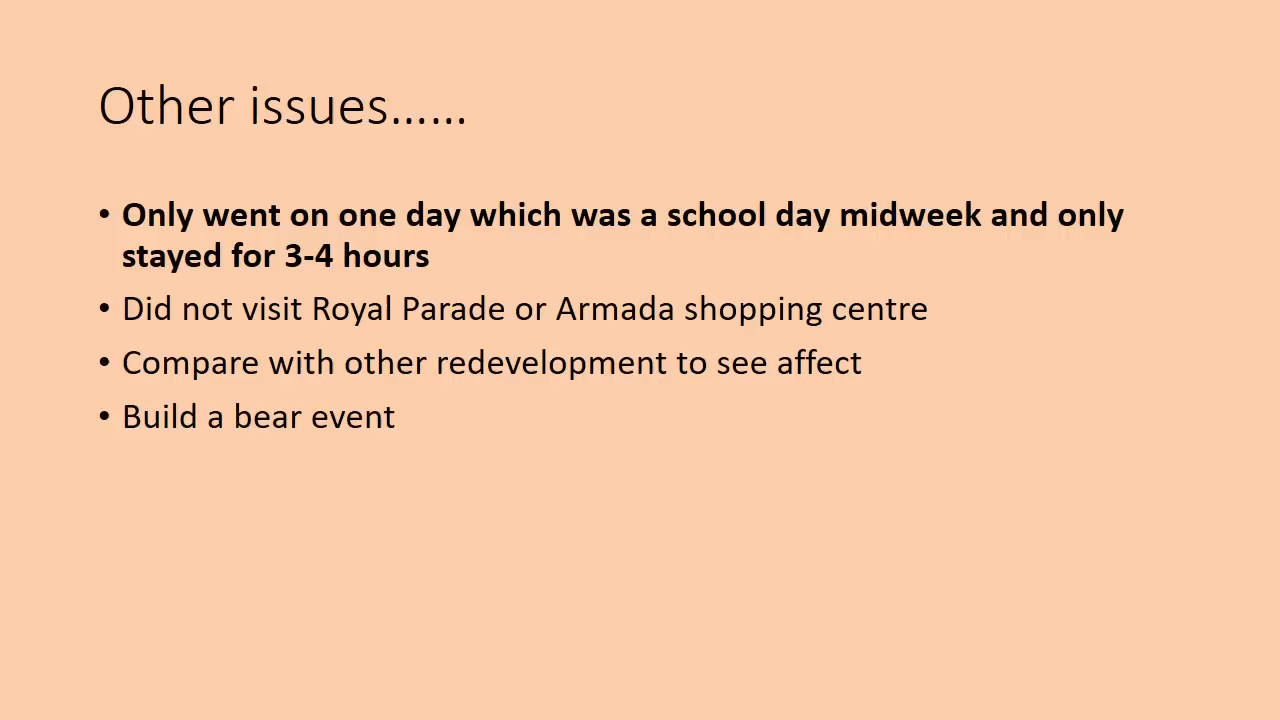 Other issues......
• Only went on one day which was a school day midweek and only
stayed for 3-4 hours
• Did not visit Royal Parade or Armada shopping centre
• Compare with other redevelopment to see affect
• Build a bear event